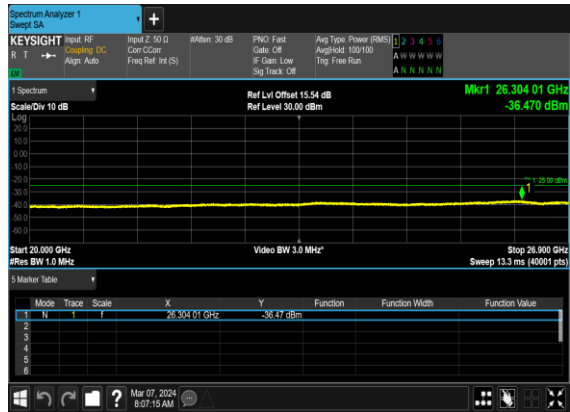 Spectrum Analyzer 1
Swept SA
+
KEYSIGHT
R T
Input: RF
Coupling: DC
Align: Auto
Input Z: 50 Ω
Corr CCorr
Freq Ref: Int (S)
#Atten: 30 dB
PNO: Fast
Gate: Off
IF Gain: Low
Sig Track: Off
Avg Type: Power (RMS)
Avg|Hold: 100/100
Trig: Free Run
1 2 3 4 5 6
A W W W W W
A N N N N N
1 Spectrum
Scale/Div 10 dB
Ref Lvl Offset 15.54 dB
Ref Level 30.00 dBm
Mkr1 26.304 01 GHz
-36.470 dBm
Log
20.0
10.0
0.00
-10.0
-20.0
-30.0
-40.0
-50.0
-60.0
1
Start 20.000 GHz
#Res BW 1.0 MHz
Video BW 3.0 MHz*
Stop 26.900 GHz
Sweep 13.3 ms (40001 pts)
5 Marker Table
Mode Trace Scale X Y Function Function Width Function Value
1 N 1 f 26.304 01 GHz -36.47 dBm
2
3
4
5
6
?
Mar 07, 2024
8:07:15 AM